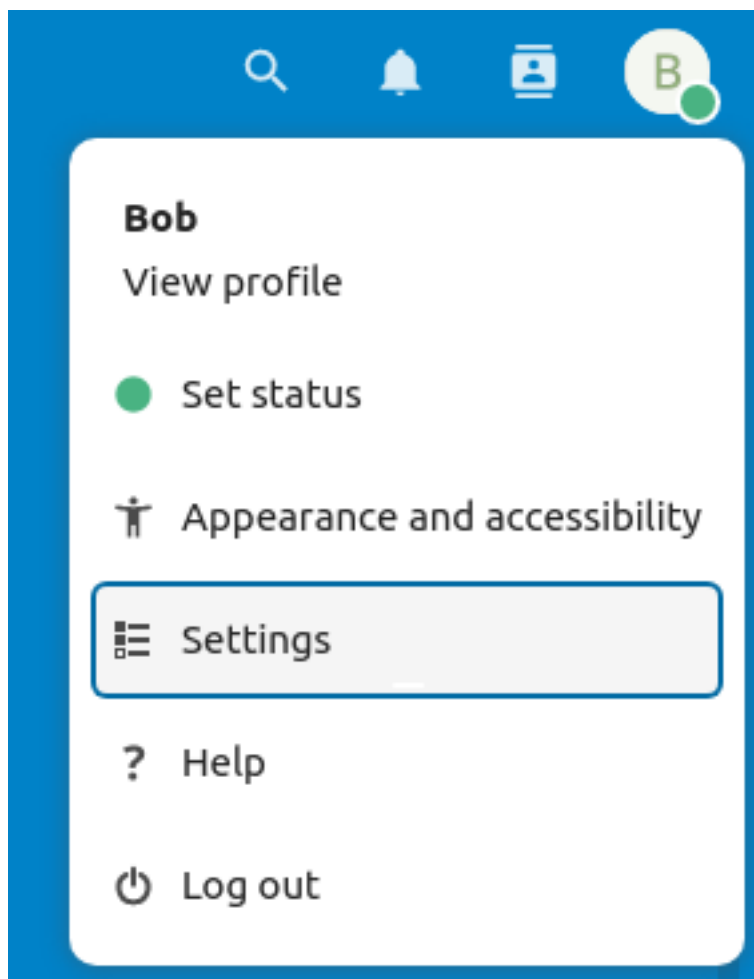 B
Bob
View profile
Set status
Appearance and accessibility
Settings
? Help
Log out